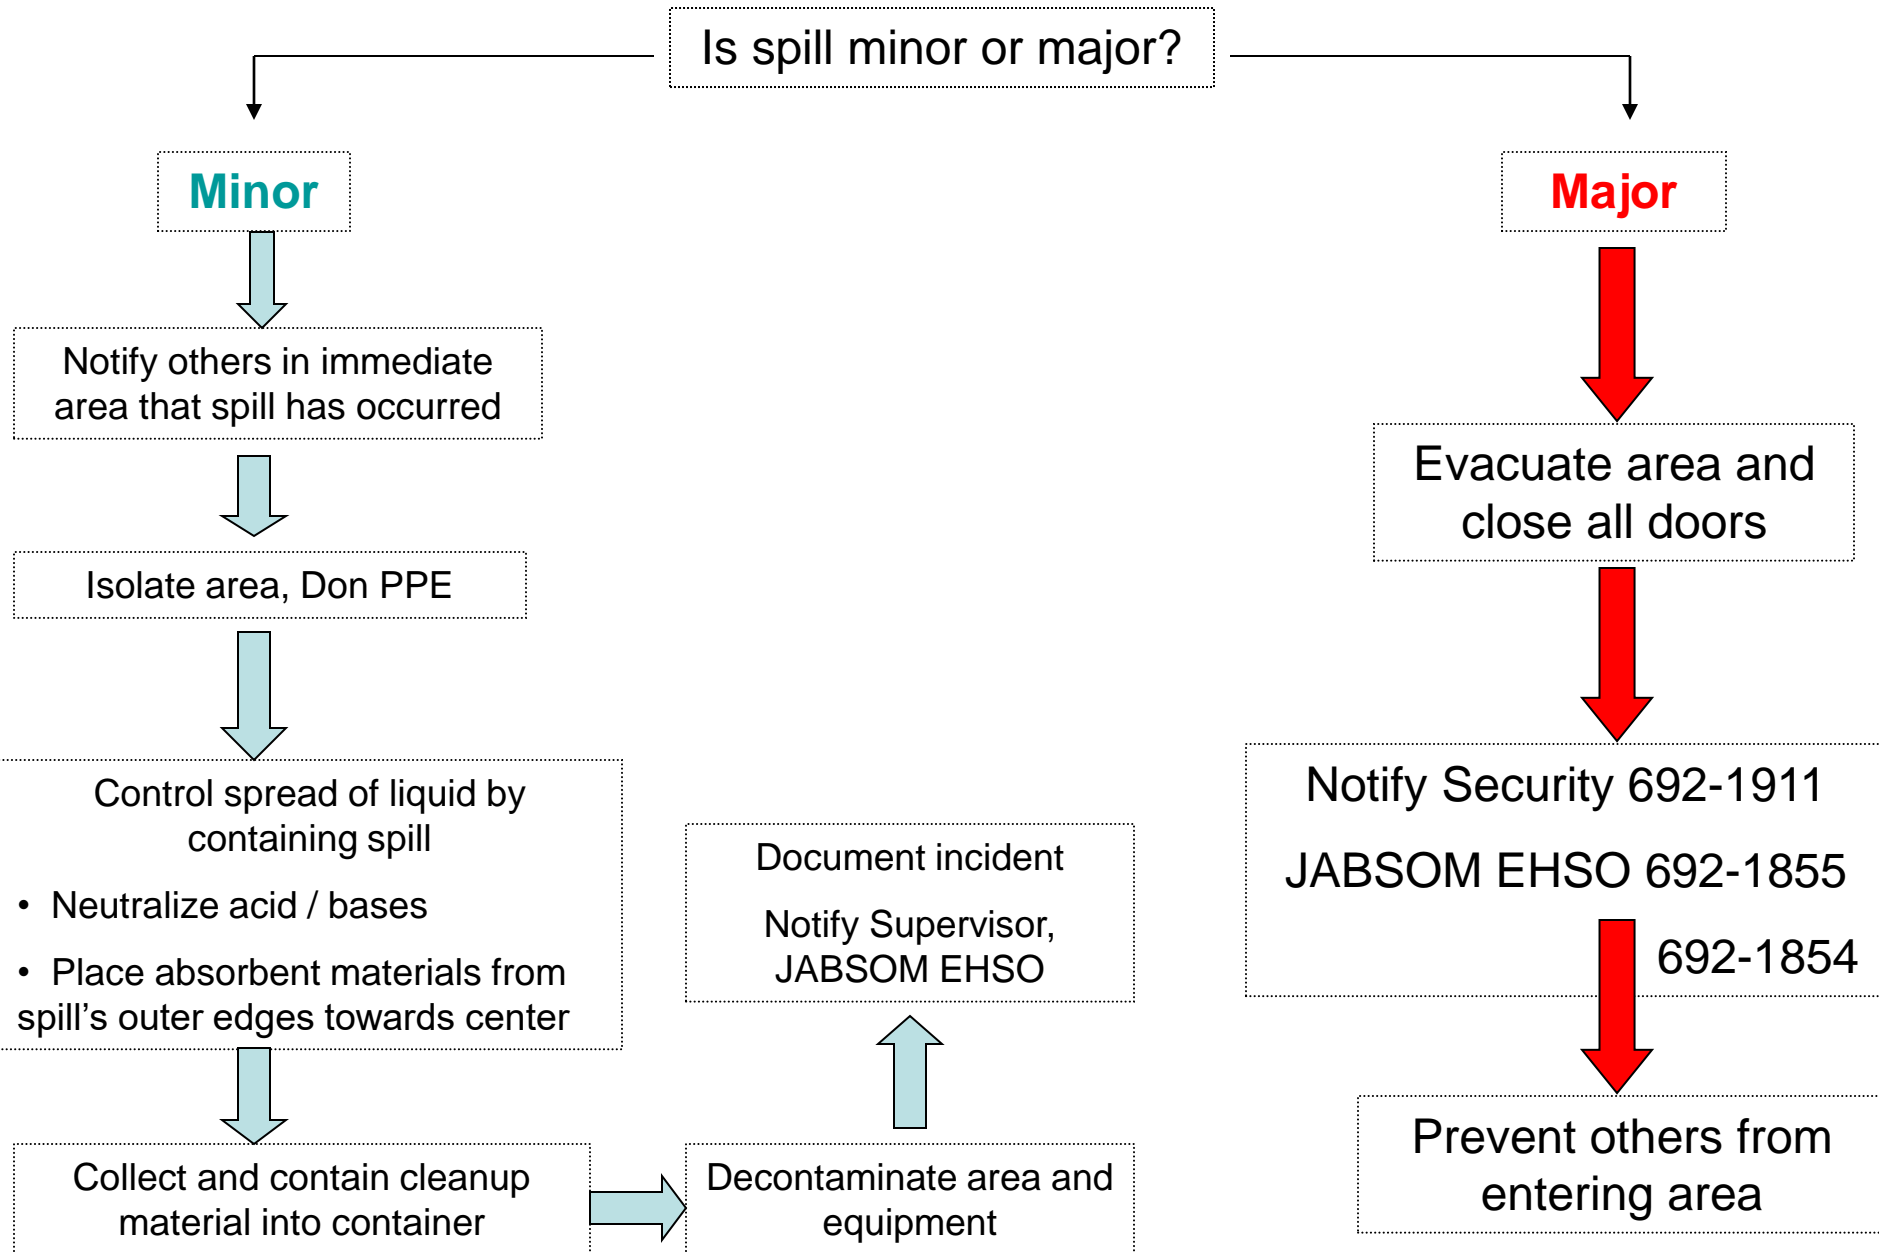 Is spill minor or major?
Minor
Notify others in immediate
area that spill has occurred
Isolate area, Don PPE
Control spread of liquid by
containing spill
• Neutralize acid / bases
• Place absorbent materials from
spill's outer edges towards center
Collect and contain cleanup
material into container
Decontaminate area and
equipment
Document incident
Notify Supervisor,
JABSOM EHSO
Major
Evacuate area and
close all doors
Notify Security 692-1911
JABSOM EHSO 692-1855
692-1854
Prevent others from
entering area